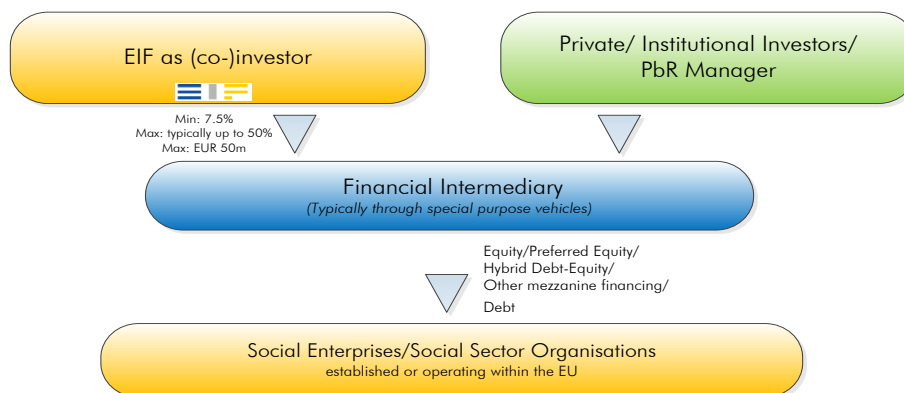 EIF as (co-)investor
Private/ Institutional Investors/
PbR Manager
Min: 7.5%
Max: typically up to 50%
Max: EUR 50m
Financial Intermediary
(Typically through special purpose vehicles)
Equity/Preferred Equity/
Hybrid Debt-Equity/
Other mezzanine financing/
Debt
Social Enterprises/Social Sector Organisations
established or operating within the EU